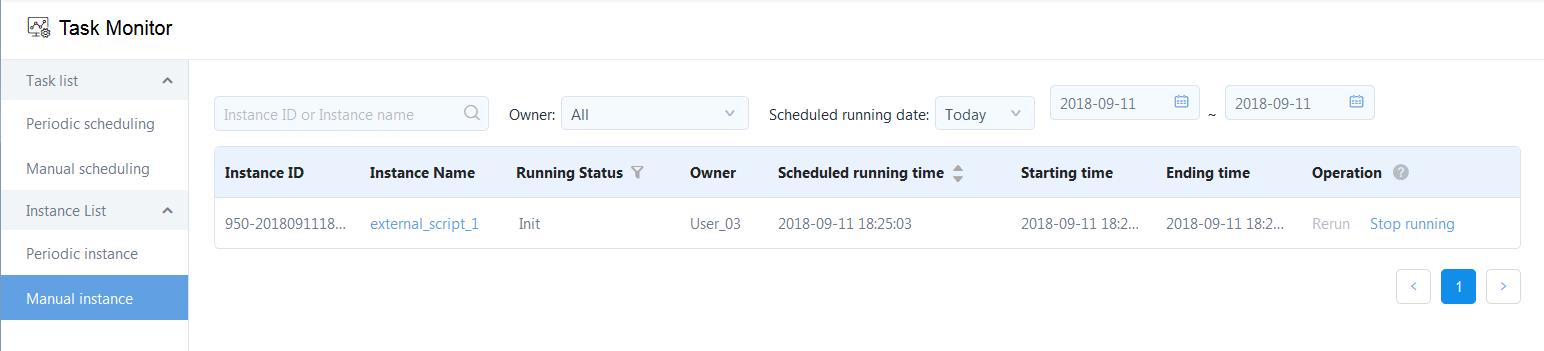 Task Monitor
Task list
Periodic scheduling
Manual scheduling
Instance List
Periodic instance
Manual instance
Instance ID or Instance name Owner: All Scheduled running date: Today 2018-09-11 ~ 2018-09-11
Instance ID Instance Name Running Status Owner Scheduled running time Starting time Ending time Operation ?
950-2018091118... external_script_1 Init User_03 2018-09-11 18:25:03 2018-09-11 18:2... 2018-09-11 18:2... Rerun Stop running
< 1 >